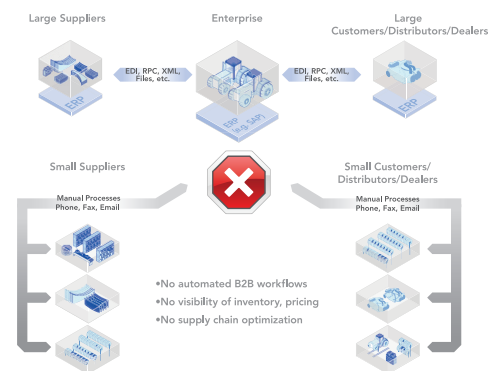 Large Suppliers
Enterprise
Large
Customers/Distributors/Dealers
EDI, RPC, XML,
Files, etc.
EDI, RPC, XML,
Files, etc.
ERP
ERP
(e.g. SAP)
ERP
Small Suppliers
Small Customers/
Distributors/Dealers
Manual Processes
Phone, Fax, Email
Manual Processes
Phone, Fax, Email
•No automated B2B workflows
•No visibility of inventory, pricing
•No supply chain optimization